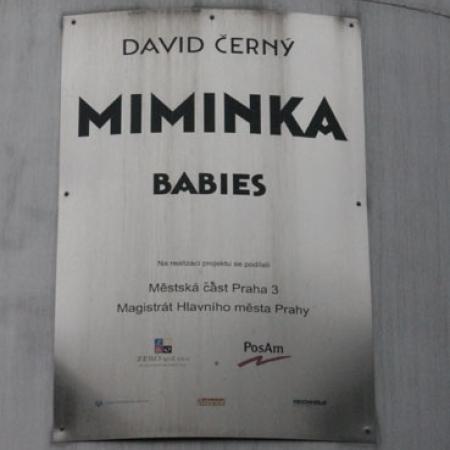 DAVID ČERNÝ
MIMINKA
BABIES
Na realizaci projektu se podíleli
Městská část Praha 3
Magistrát Hlavního města Prahy
PosAm